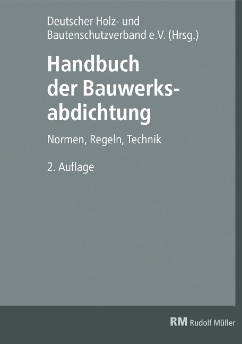 Deutscher Holz- und
Bautenschutzverband e.V. (Hrsg.)
Handbuch
der Bauwerks-
abdichtung
Normen, Regeln, Technik
2. Auflage
RM Rudolf Müller